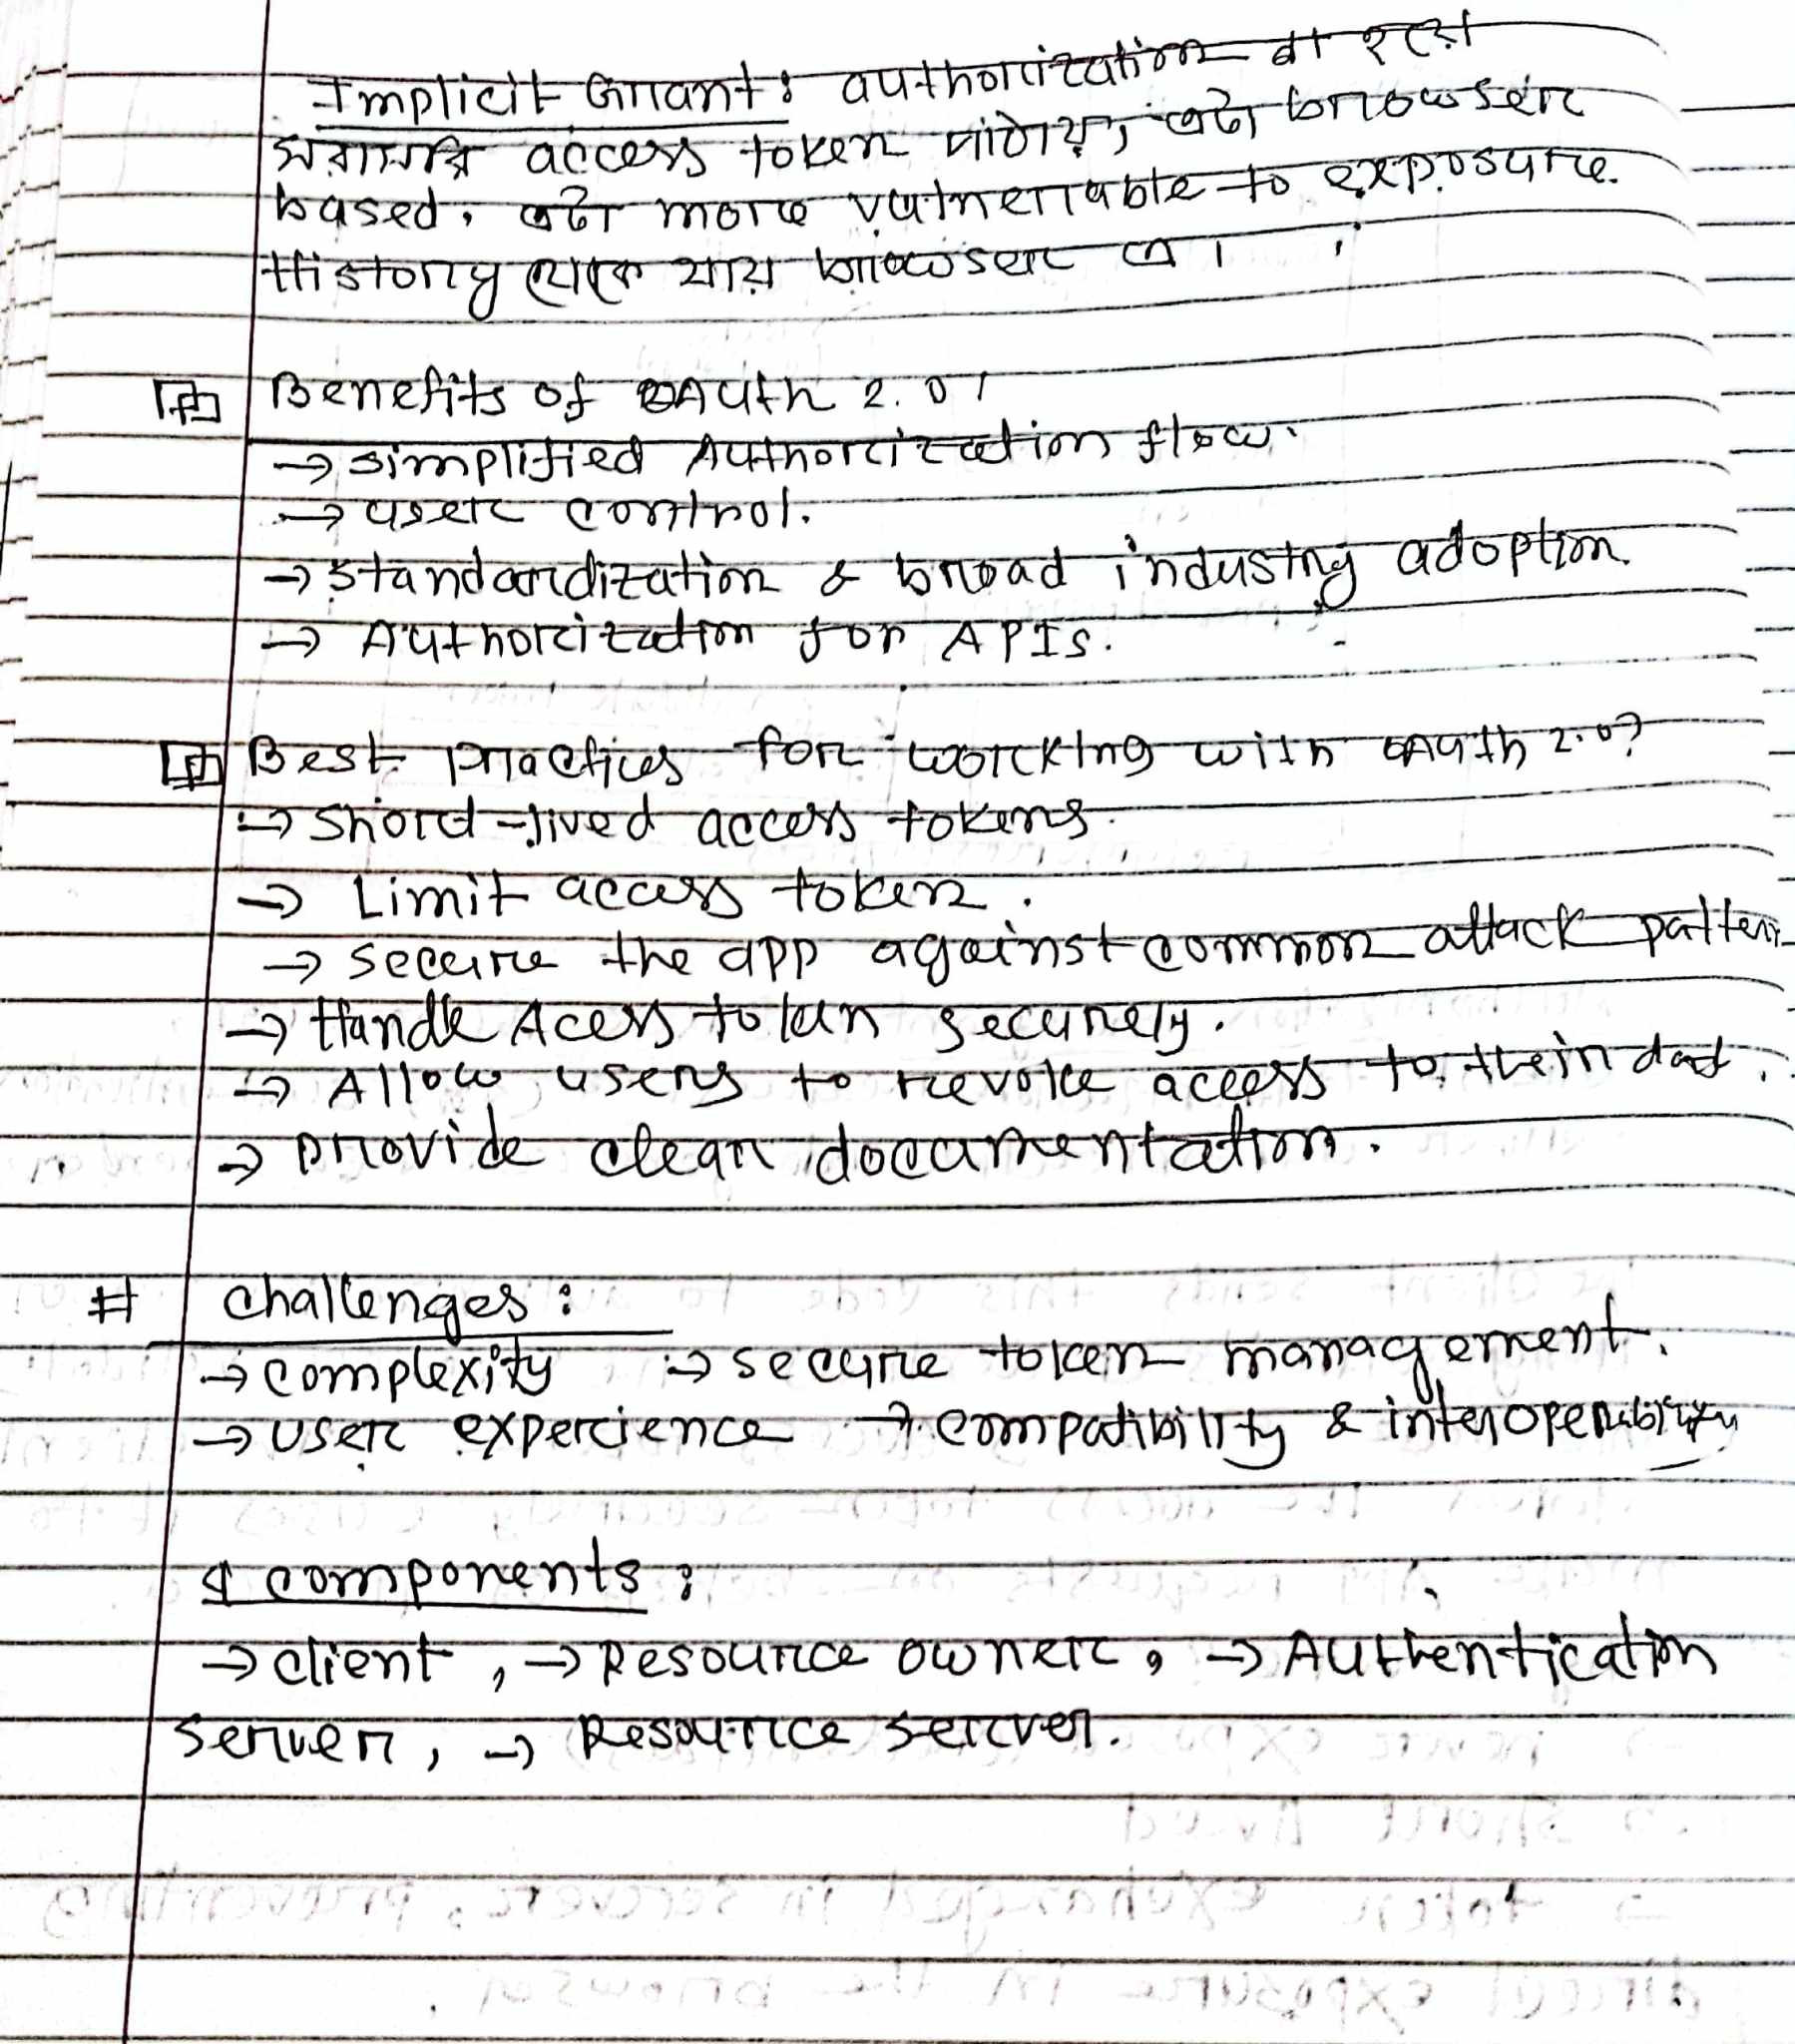 Implicit Grant: authorization না হয়ে
সরাসরি access token পাঠায়, এটা browser
based. এটা more vulnerable to exposure.
History থেকে যায় browser এ।
Benefits of OAuth 2.0!
→ simplified Authorization flow.
→ user control.
→ standardization & broad industry adoption
→ Authorization for APIs.
Best practices for working with OAuth 2.0?
→ short-lived access tokens.
→ Limit access token.
→ secure the app against common attack pattern
→ Handle Acess token securely.
→ Allow users to revoke access to their
→ provide clear documentation.
# challenges:
→ complexity → secure token management.
→ user experience → compatibility & interoperability
4 components:
→ client, → Resource owner, → Authentication
server, → Resource server.